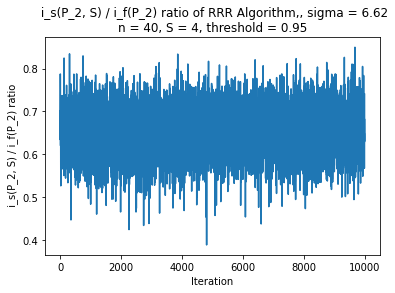 i_s(P_2, S) / i_f(P_2) ratio of RRR Algorithm,, sigma = 6.62
n = 40, S = 4, threshold = 0.95
i_s(P_2, S) / i_f(P_2) ratio
0.8
0.7
0.6
0.5
0.4
0 2000 4000 6000 8000 10000
Iteration